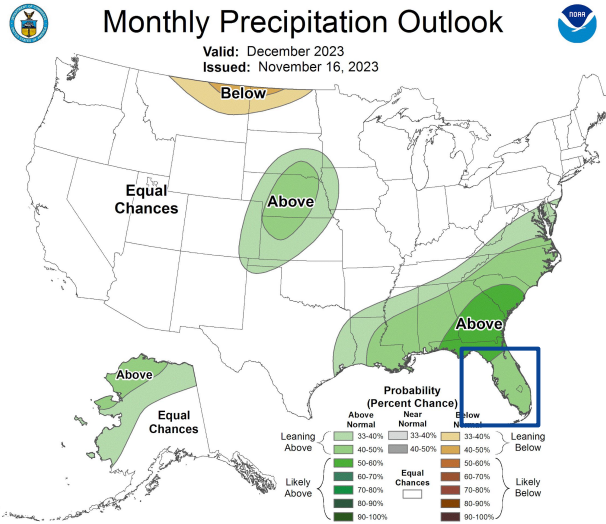 Monthly Precipitation Outlook
NOAA
Valid: December 2023
Issued: November 16, 2023
Below
Equal
Chances
Above
Above
Above
Equal
Chances
Probability
(Percent Chance)
Above
Normal
Near
Normal
Below
Normal
Leaning
Above
33-40%
40-50%
33-40%
40-50%
33-40%
40-50%
Leaning
Below
Likely
Above
50-60%
60-70%
70-80%
80-90%
90-100%
Equal
Chances
50-60%
60-70%
70-80%
80-90%
90-100%
Likely
Below